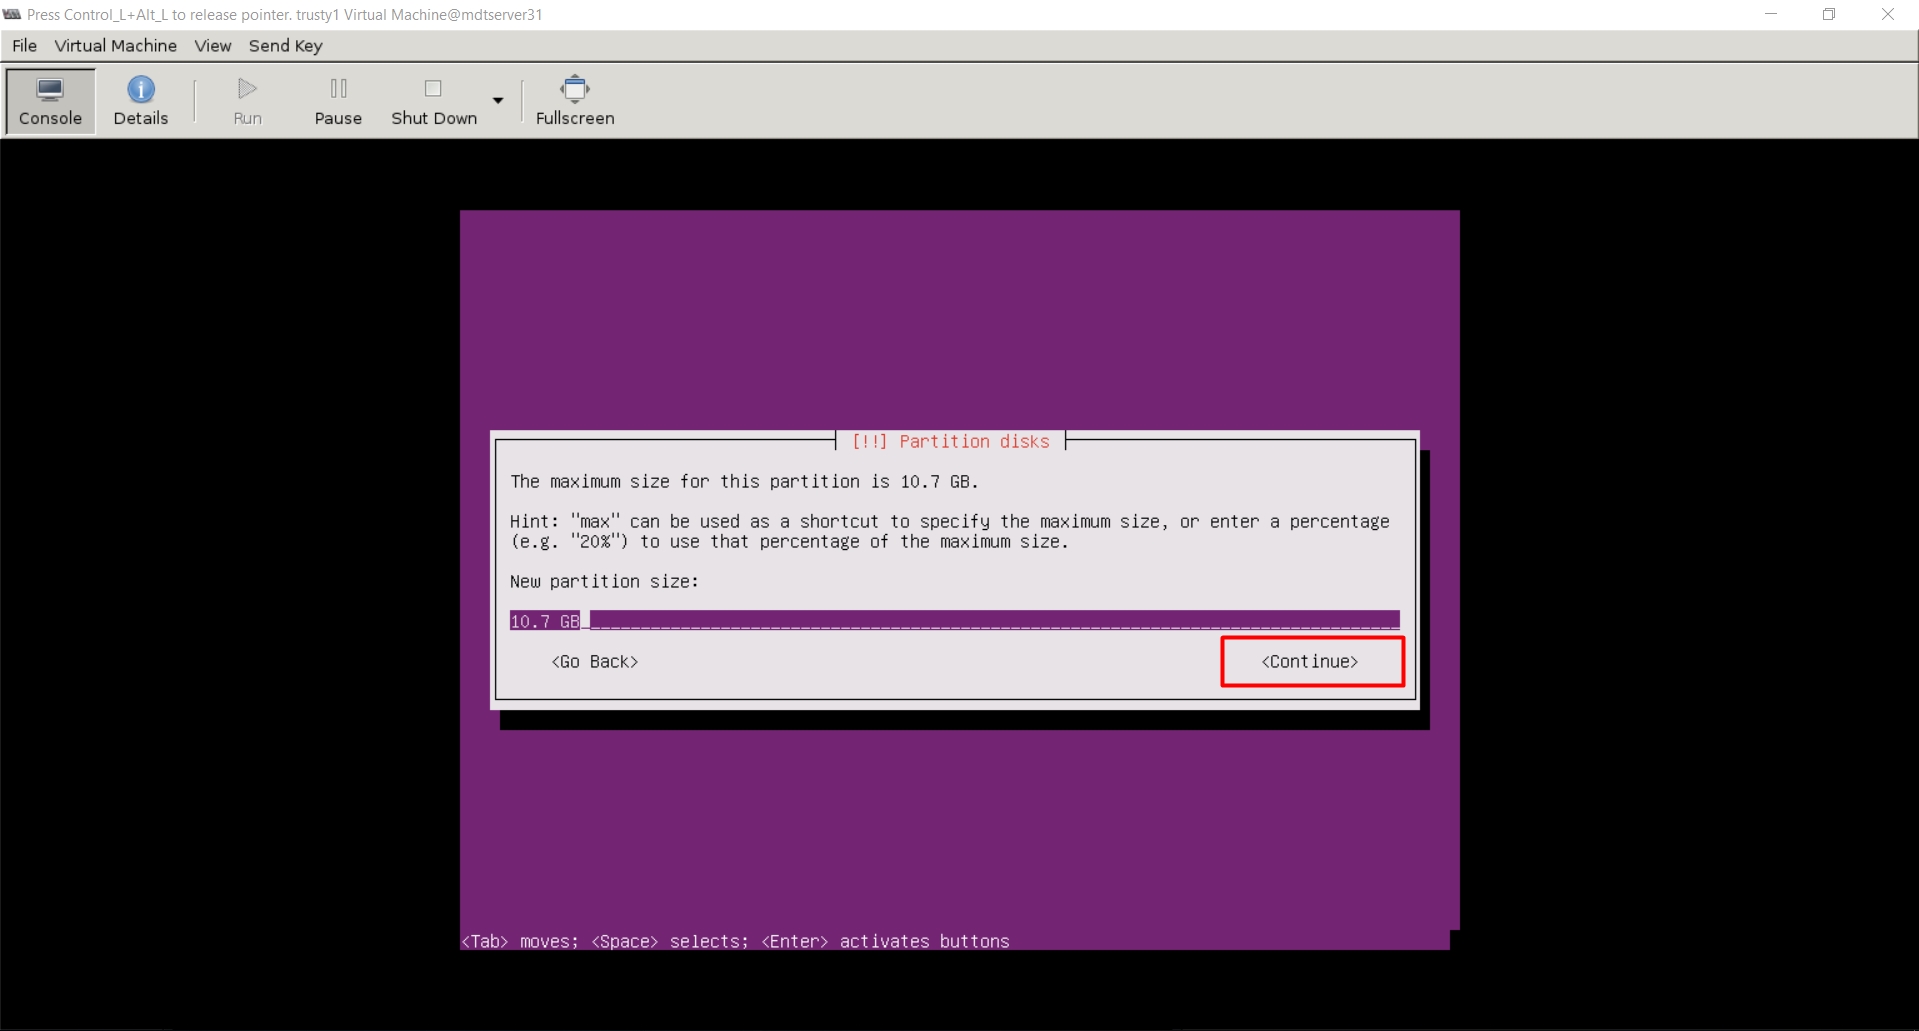 Press Control_L+Alt_L to release pointer. trusty1 Virtual Machine@mdtserver31
File Virtual Machine View Send Key
Console Details Run Pause Shut Down Fullscreen
[!!] Partition disks
The maximum size for this partition is 10.7 GB.
Hint: "max" can be used as a shortcut to specify the maximum size, or enter a percentage
(e.g. "20%") to use that percentage of the maximum size.
New partition size:
10.7 GB
<Go Back> <Continue>
<Tab> moves; <Space> selects; <Enter> activates buttons